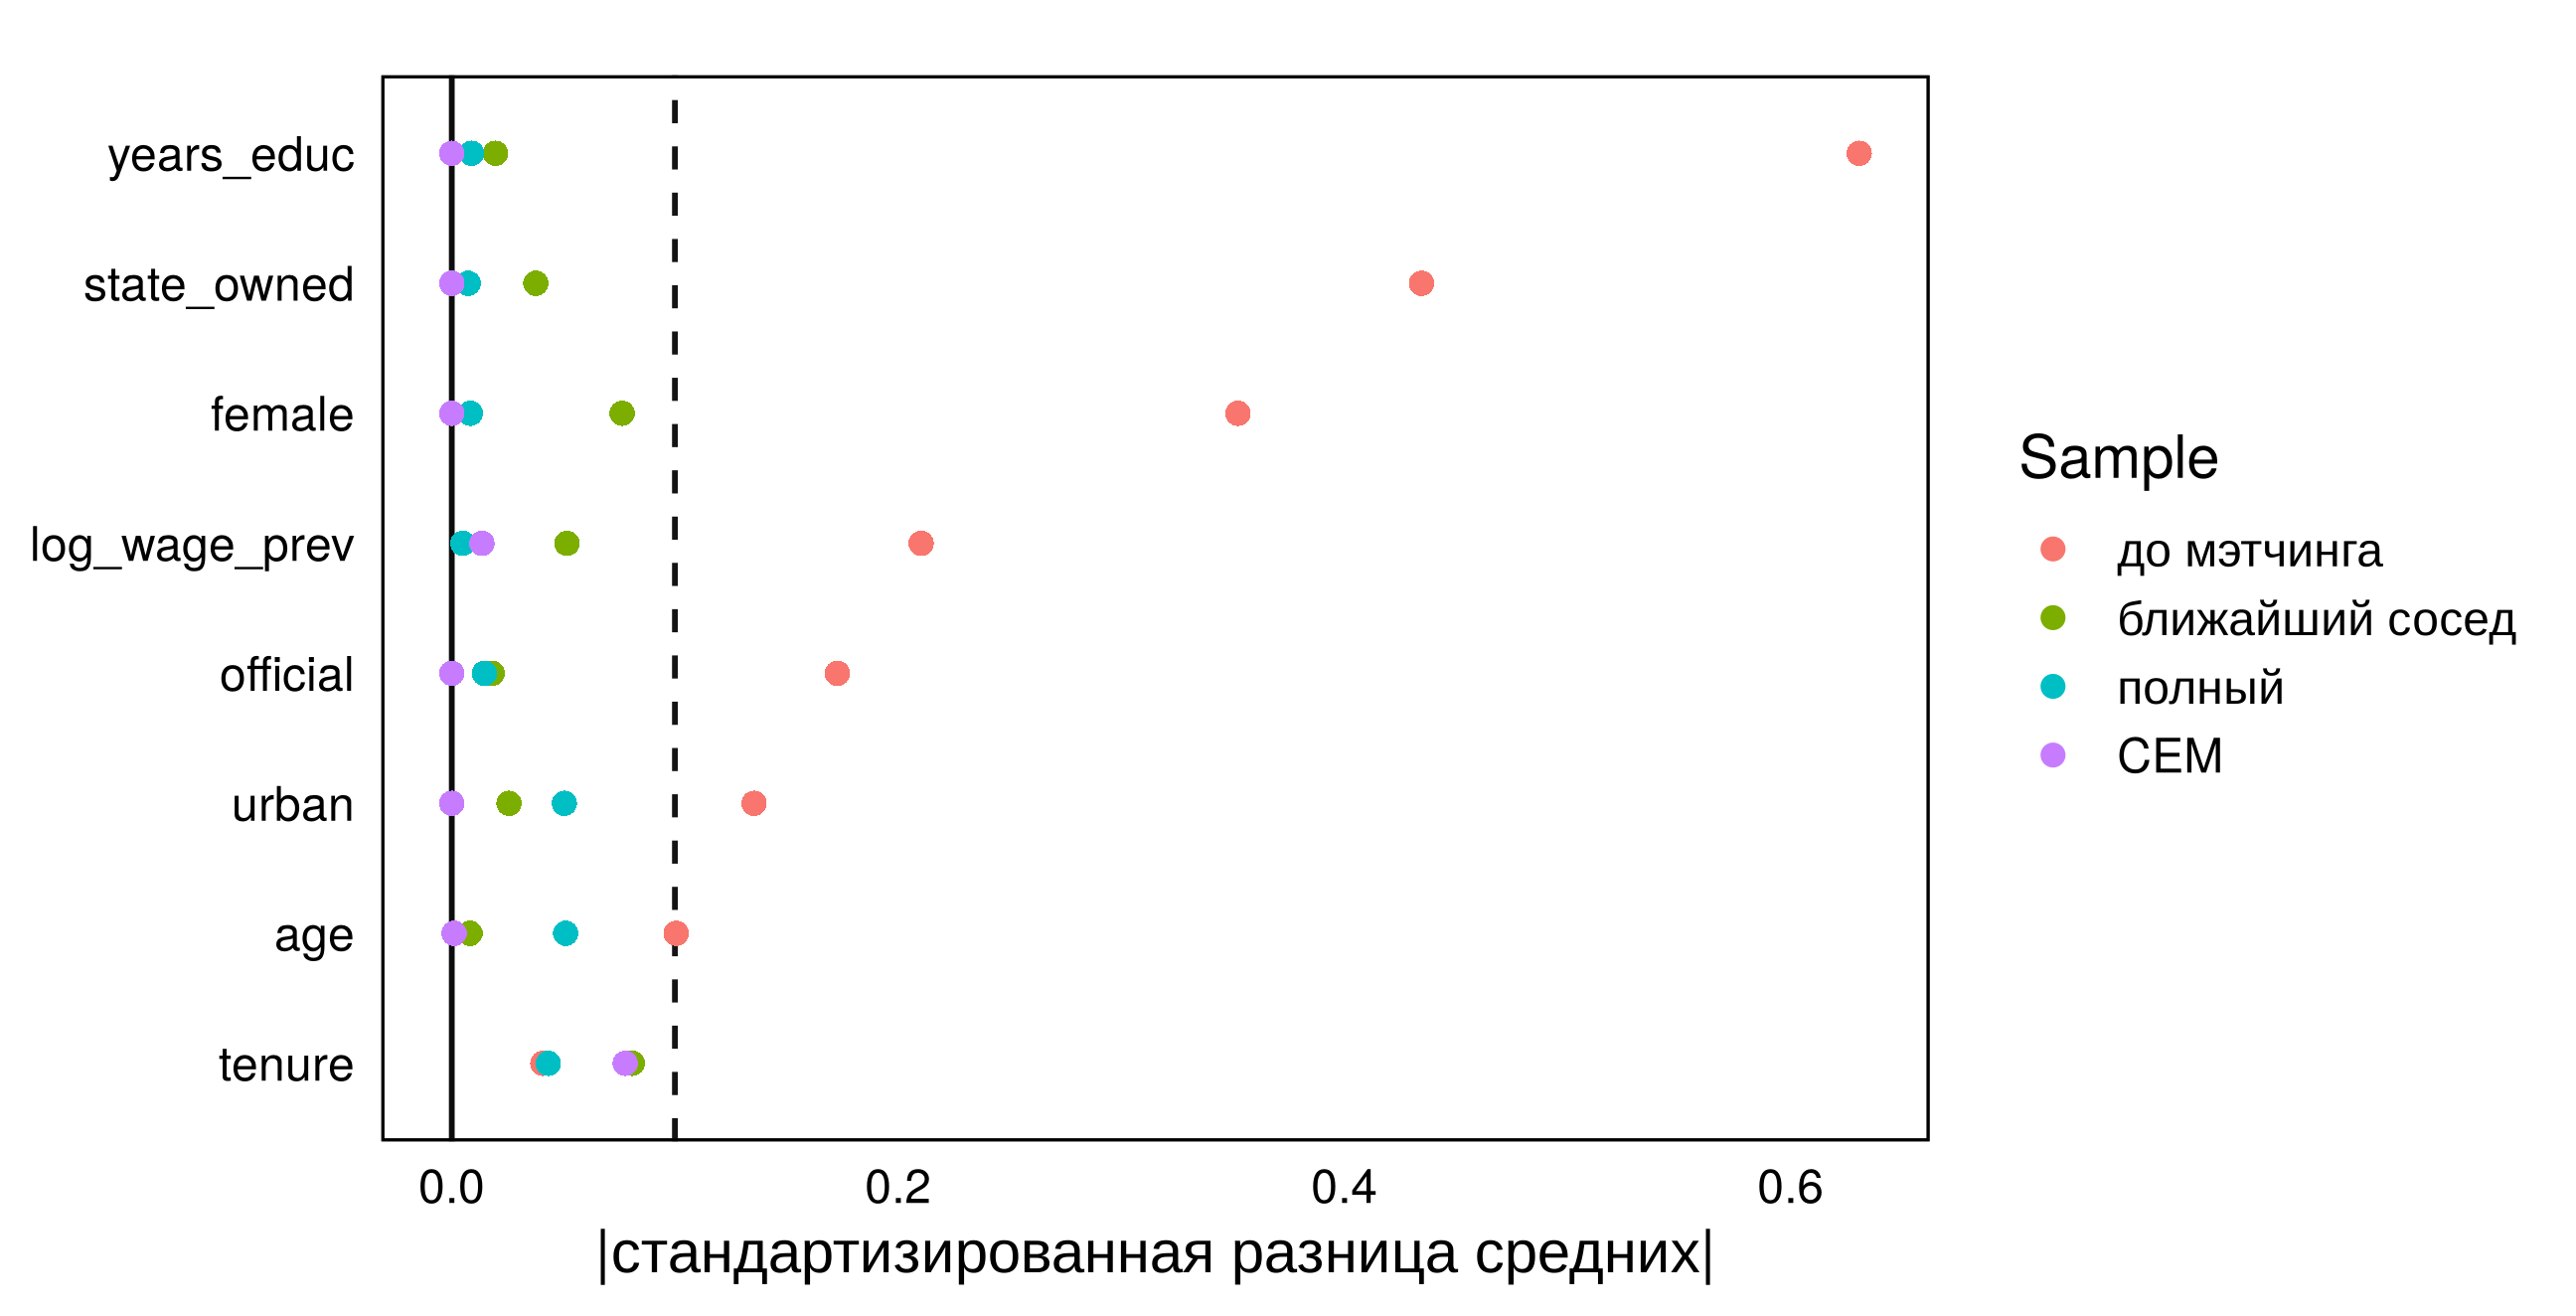 years_educ
state_owned
female
log_wage_prev
official
urban
age
tenure
0.0
0.2
0.4
0.6
|стандартизированная разница средних|
Sample
до мэтчинга
ближайший сосед
полный
CEM